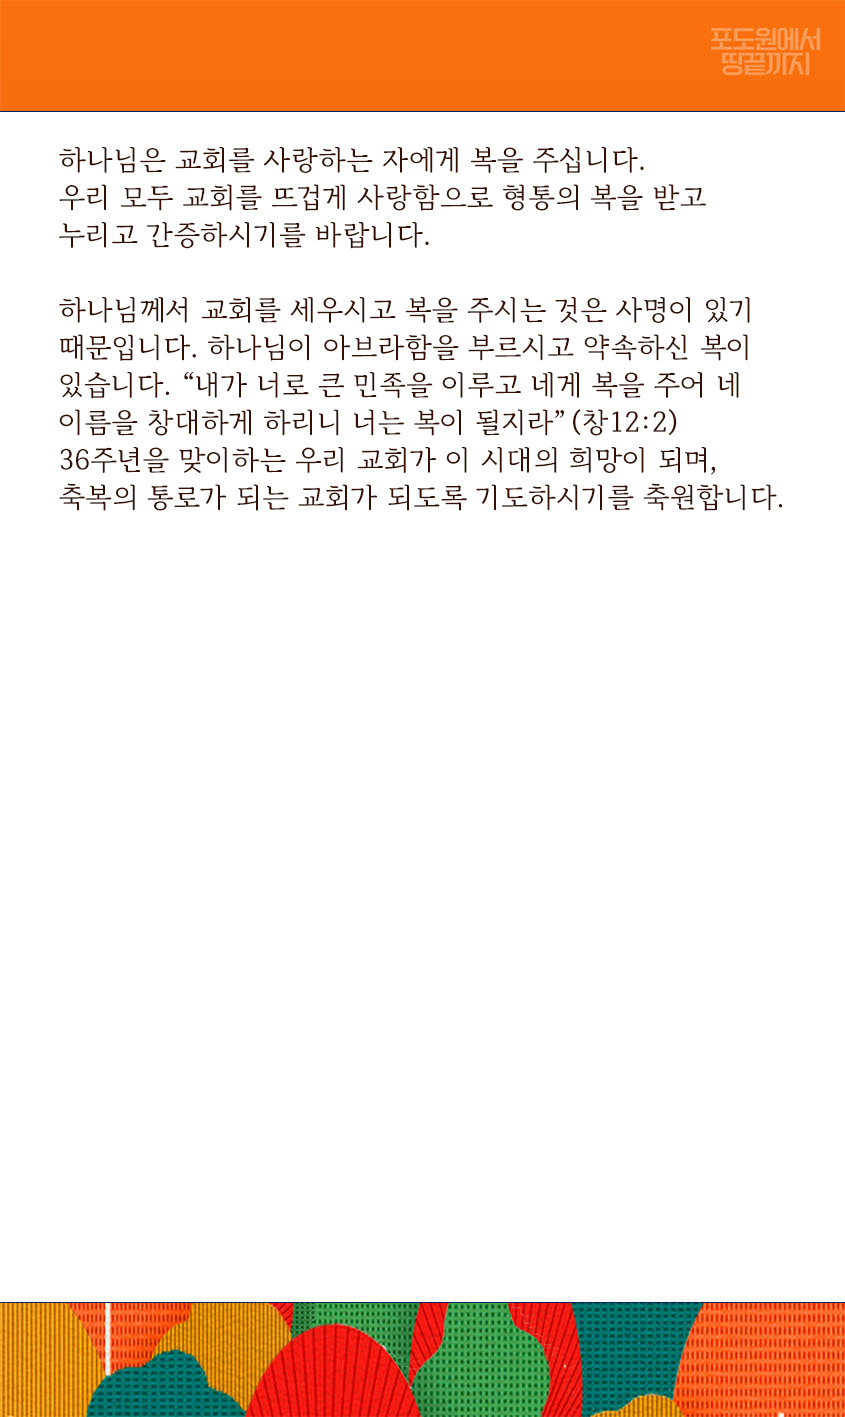 포도원에서
땅끝까지
하나님은 교회를 사랑하는 자에게 복을 주십니다.
우리 모두 교회를 뜨겁게 사랑함으로 형통의 복을 받고
누리고 간증하시기를 바랍니다.
하나님께서 교회를 세우시고 복을 주시는 것은 사명이 있기
때문입니다. 하나님이 아브라함을 부르시고 약속하신 복이
있습니다. “내가 너로 큰 민족을 이루고 네게 복을 주어 네
이름을 창대하게 하리니 너는 복이 될지라” (창12:2)
36주년을 맞이하는 우리 교회가 이 시대의 희망이 되며,
축복의 통로가 되는 교회가 되도록 기도하시기를 축원합니다.